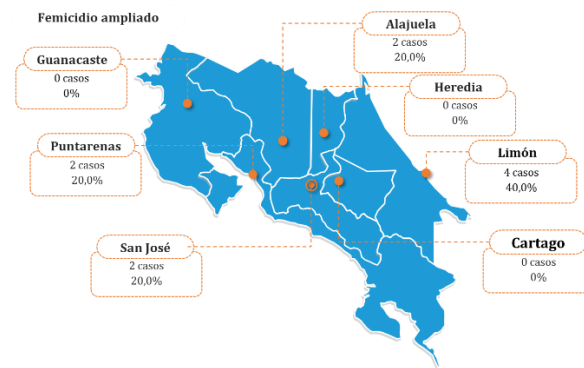 Femicidio ampliado
Alajuela
2 casos
20,0%
Guanacaste
0 casos
0%
Heredia
0 casos
0%
Puntarenas
2 casos
20,0%
Limón
4 casos
40,0%
San José
2 casos
20,0%
Cartago
0 casos
0%